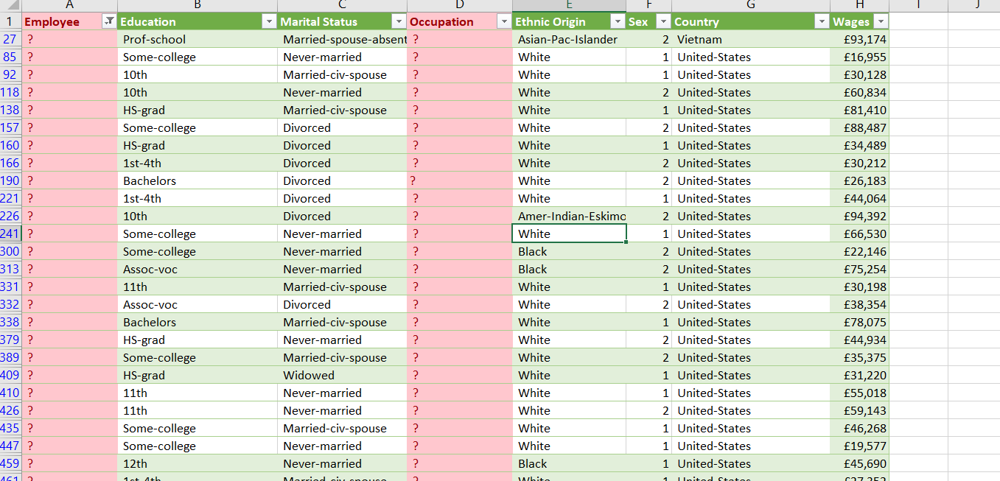 A B C D E F G H I J
1 Employee Education Marital Status Occupation Ethnic Origin Sex Country Wages
27 ? Prof-school Married-spouse-absent ? Asian-Pac-Islander 2 Vietnam £93,174
85 ? Some-college Never-married ? White 1 United-States £16,955
92 ? 10th Married-civ-spouse ? White 1 United-States £30,128
118 ? 10th Never-married ? White 2 United-States £60,834
138 ? HS-grad Married-civ-spouse ? White 1 United-States £81,410
157 ? Some-college Divorced ? White 2 United-States £88,487
160 ? HS-grad Divorced ? White 1 United-States £34,489
166 ? 1st-4th Divorced ? White 2 United-States £30,212
190 ? Bachelors Divorced ? White 2 United-States £26,183
221 ? 1st-4th Divorced ? White 1 United-States £44,064
226 ? 10th Divorced ? Amer-Indian-Eskimo 2 United-States £94,392
241 ? Some-college Never-married ? White 1 United-States £66,530
300 ? Some-college Never-married ? Black 2 United-States £22,146
313 ? Assoc-voc Never-married ? Black 2 United-States £75,254
331 ? 11th Married-civ-spouse ? White 1 United-States £30,198
332 ? Assoc-voc Divorced ? White 2 United-States £38,354
338 ? Bachelors Married-civ-spouse ? White 1 United-States £78,075
379 ? HS-grad Never-married ? White 2 United-States £44,934
389 ? Some-college Married-civ-spouse ? White 2 United-States £35,375
409 ? HS-grad Widowed ? White 1 United-States £31,220
410 ? 11th Never-married ? White 1 United-States £55,018
426 ? 11th Never-married ? White 2 United-States £59,143
435 ? Some-college Married-civ-spouse ? White 1 United-States £46,268
447 ? Some-college Never-married ? White 1 United-States £19,577
459 ? 12th Never-married ? Black 1 United-States £45,690
461 ? 1st-4th Married-civ-spouse ? White 1 United-States £27,352